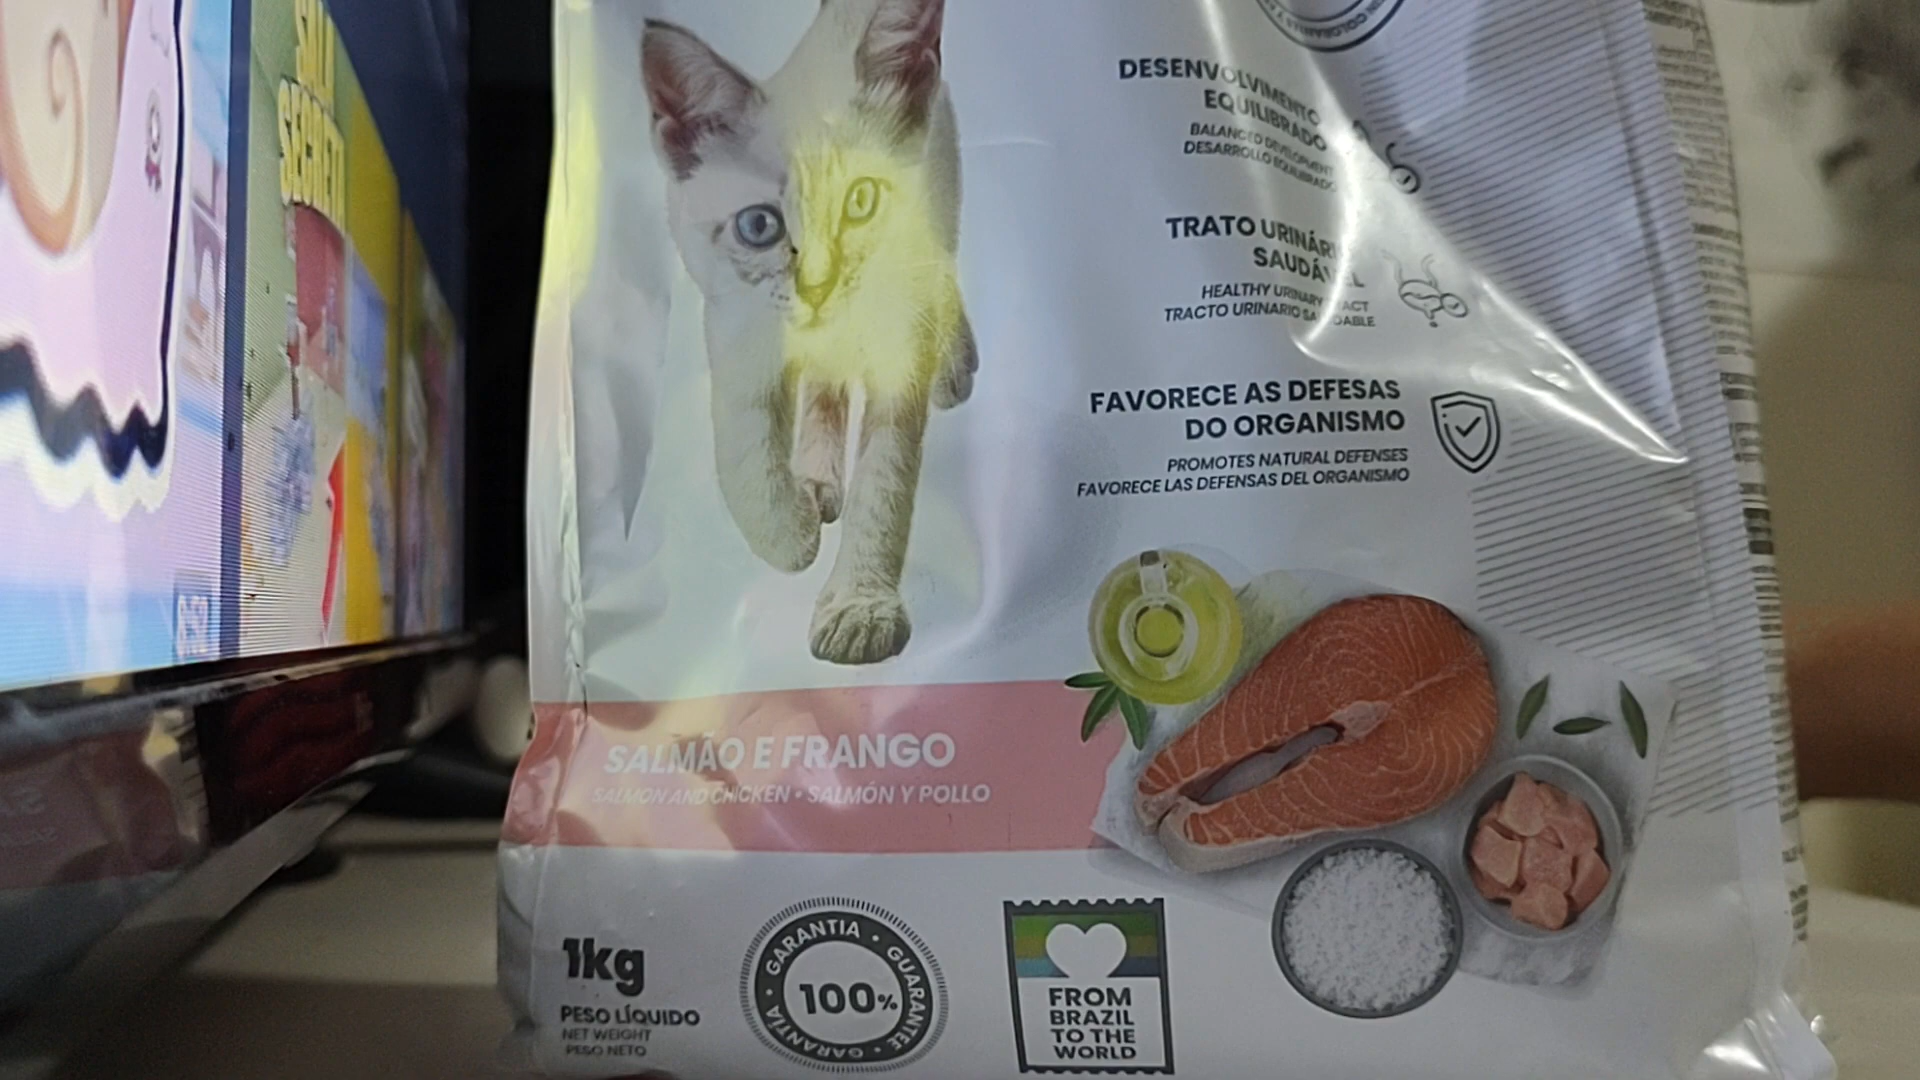 DESENVOLVIMENTO
EQUILIBRADO
BALANCED DEVELOPMENT
DESARROLLO EQUILIBRADO
TRATO URINÁRI
SAUDÁVEL
HEALTHY URINARY TRACT
TRACTO URINARIO SALUDABLE
FAVORECE AS DEFESAS
DO ORGANISMO
PROMOTES NATURAL DEFENSES
FAVORECE LAS DEFENSAS DEL ORGANISMO
SALMÃO E FRANGO
SALMON AND CHICKEN • SALMÓN Y POLLO
1kg
PESO LÍQUIDO
NET WEIGHT
PESO NETO
GARANTIA • GUARANTEE • GARANTÍA •
100%
FROM
BRAZIL
TO THE
WORLD